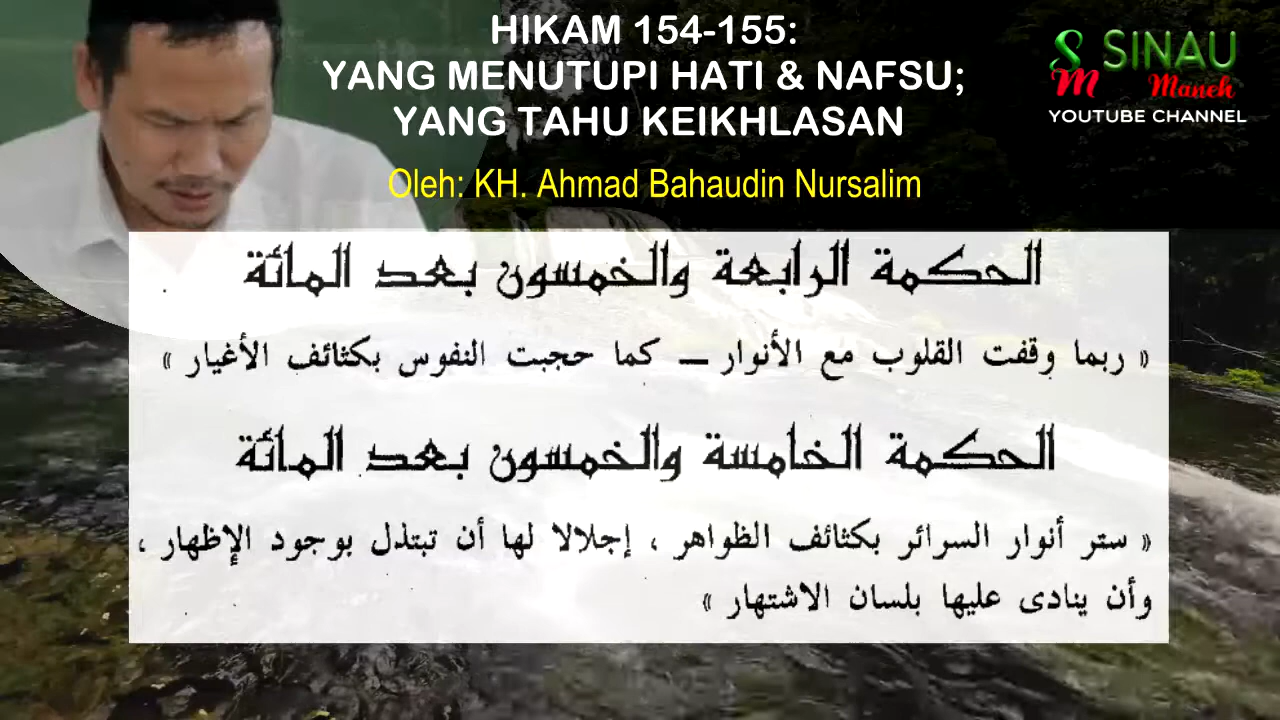 HIKAM 154-155:
YANG MENUTUPI HATI & NAFSU;
YANG TAHU KEIKHLASAN
Oleh: KH. Ahmad Bahaudin Nursalim
SM SINAU
Maneh
YOUTUBE CHANNEL
الحكمة الرابعة والخمسون بعد المائة
« ربما وقفت القلوب مع الأنوار ـــ كما حجبت النفوس بكثائف الأغيار »
الحكمة الخامسة والخمسون بعد المائة
« ستر أنوار السرائر بكثائف الظواهر ، إجلالا لها أن تبتذل بوجود الإظهار ،
وأن ينادى عليها بلسان الاشتهار »